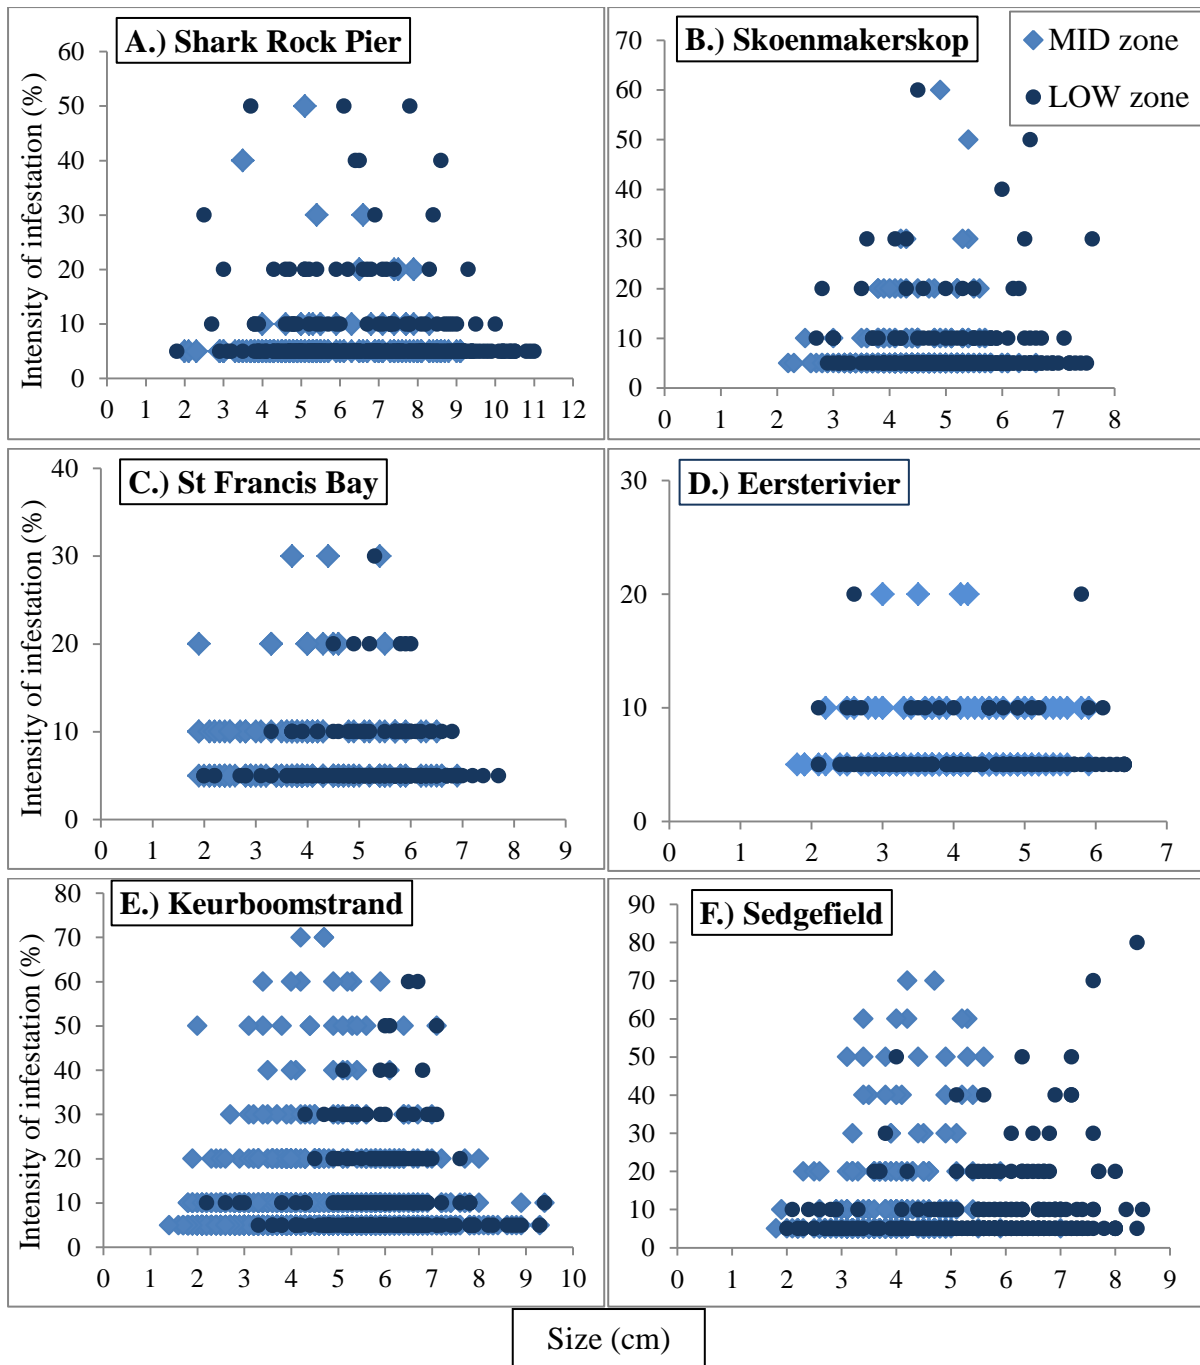 A.) Shark Rock Pier
Intensity of infestation (%)
60
50
40
30
20
10
0
0 1 2 3 4 5 6 7 8 9 10 11 12
B.) Skoenmakerskop
MID zone
LOW zone
70
60
50
40
30
20
10
0
0 1 2 3 4 5 6 7 8
C.) St Francis Bay
Intensity of infestation (%)
40
30
20
10
0
0 1 2 3 4 5 6 7 8 9
D.) Eersterivier
30
20
10
0
0 1 2 3 4 5 6 7
E.) Keurboomstrand
Intensity of infestation (%)
80
70
60
50
40
30
20
10
0
0 1 2 3 4 5 6 7 8 9 10
F.) Sedgefield
90
80
70
60
50
40
30
20
10
0
0 1 2 3 4 5 6 7 8 9
Size (cm)